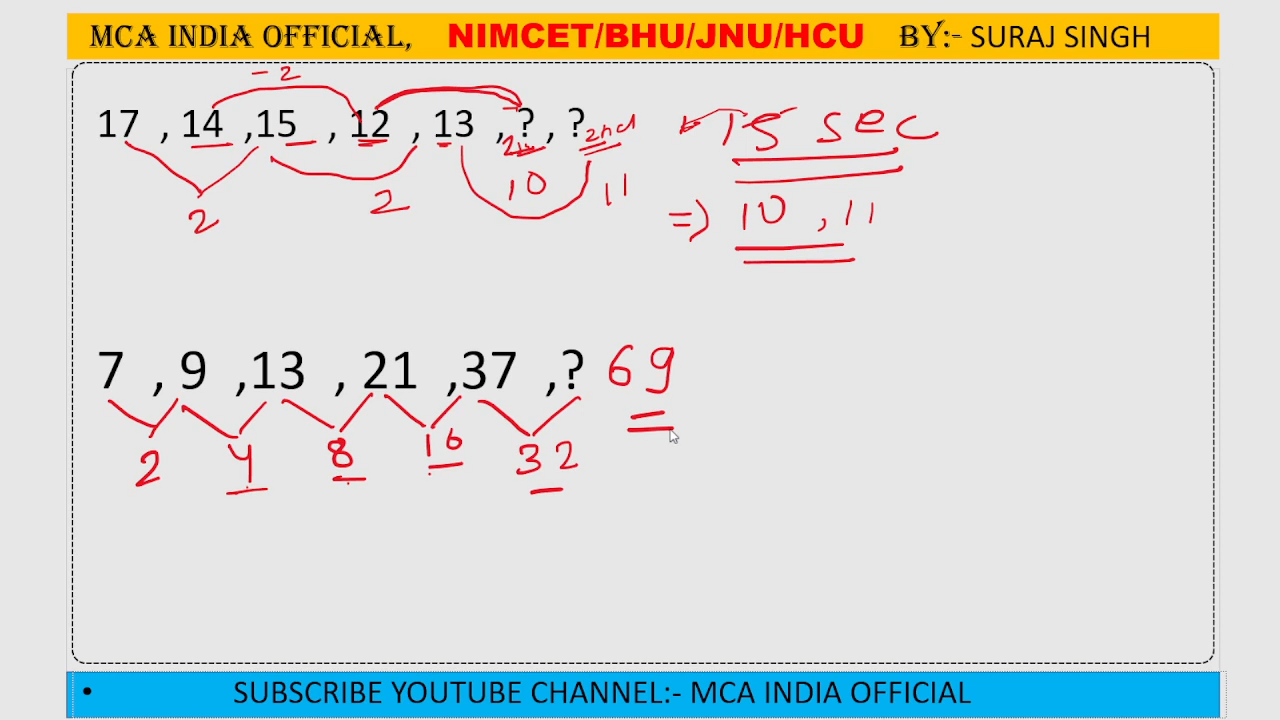 MCA INDIA OFFICIAL, NIMCET/BHU/JNU/HCU BY:- SURAJ SINGH
-2
17 , 14 ,15 , 12 , 13 , ? , ? 2nd 15 sec
2 2 10 11 => 10 , 11
7 , 9 ,13 , 21 ,37 ,? 69
2 4 8 16 32
• SUBSCRIBE YOUTUBE CHANNEL:- MCA INDIA OFFICIAL